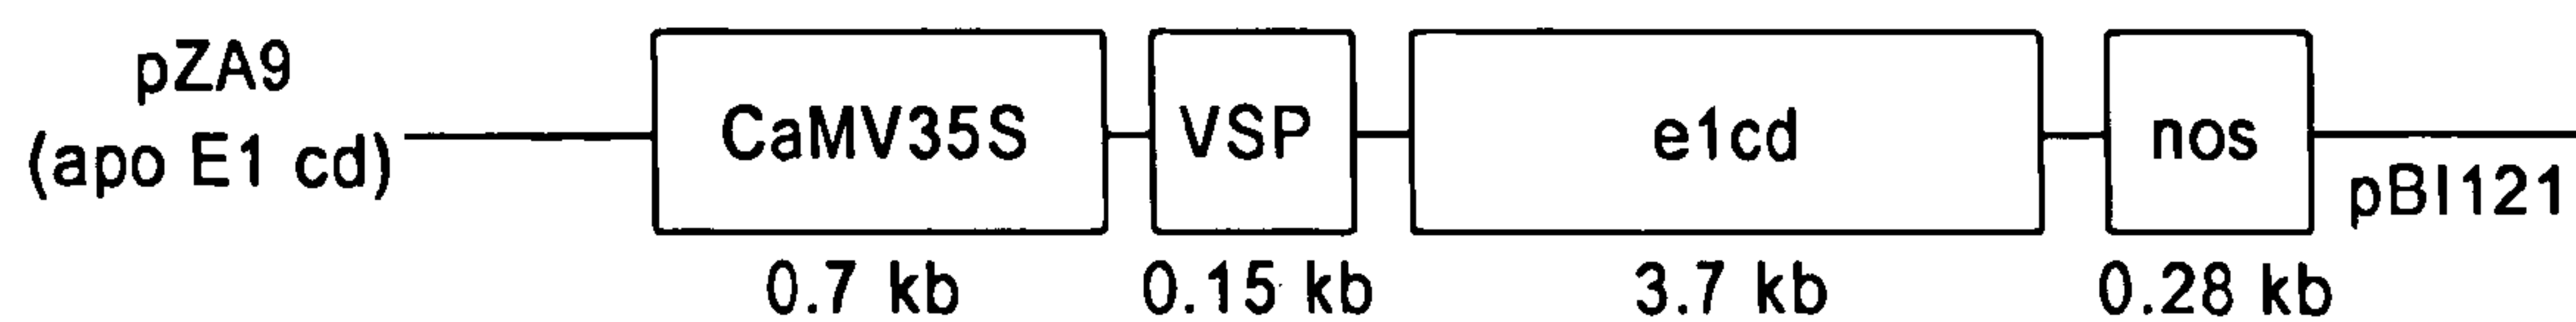 pZA9
(apo E1 cd)
CaMV35S
VSP
e1cd
nos
pBI121
0.7 kb
0.15 kb
3.7 kb
0.28 kb